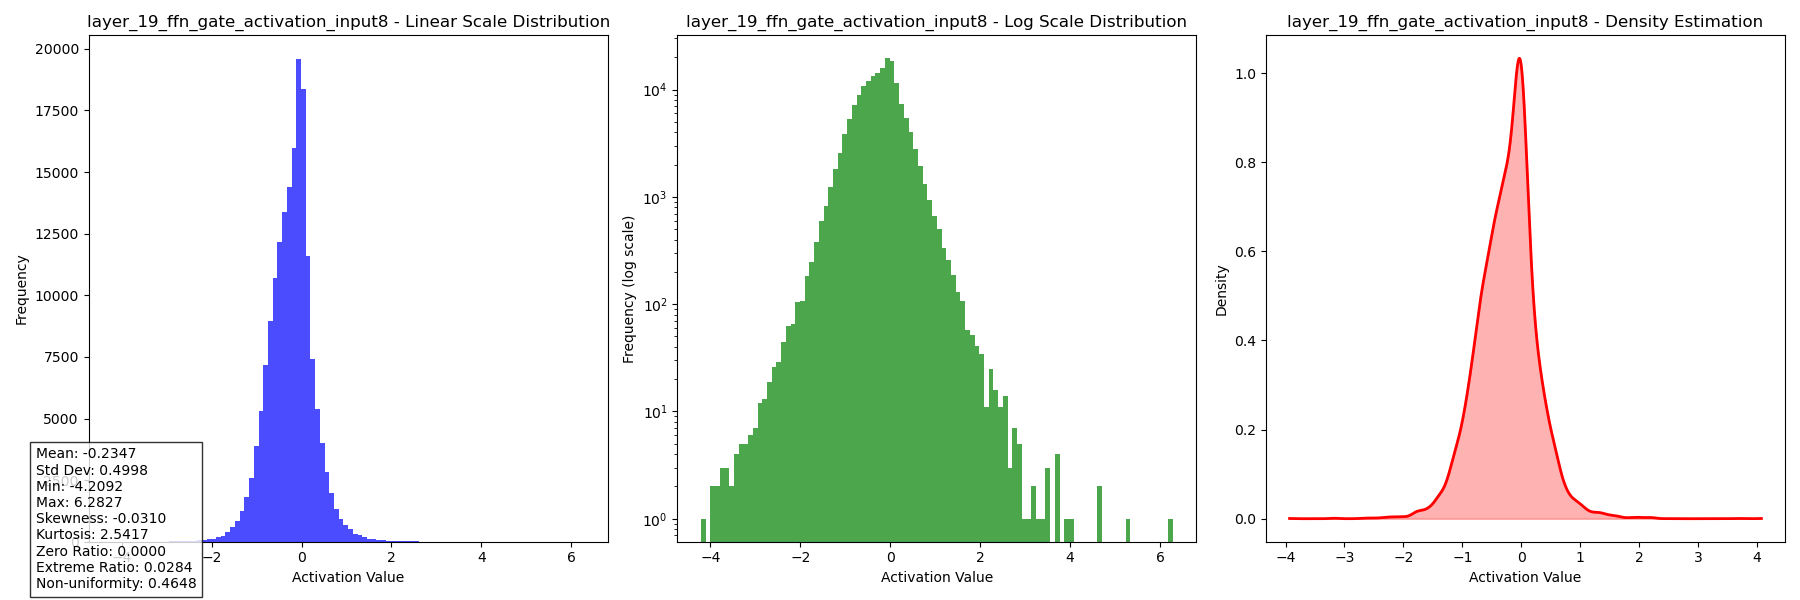 layer_19_ffn_gate_activation_input8 - Linear Scale Distribution
20000
17500
15000
12500
10000
7500
5000
2500
0
Frequency
−4 −2 0 2 4 6
Activation Value
Mean: -0.2347
Std Dev: 0.4998
Min: -4.2092
Max: 6.2827
Skewness: -0.0310
Kurtosis: 2.5417
Zero Ratio: 0.0000
Extreme Ratio: 0.0284
Non-uniformity: 0.4648
layer_19_ffn_gate_activation_input8 - Log Scale Distribution
10⁴
10³
10²
10¹
10⁰
Frequency (log scale)
−4 −2 0 2 4 6
Activation Value
layer_19_ffn_gate_activation_input8 - Density Estimation
1.0
0.8
0.6
0.4
0.2
0.0
Density
−4 −3 −2 −1 0 1 2 3 4
Activation Value